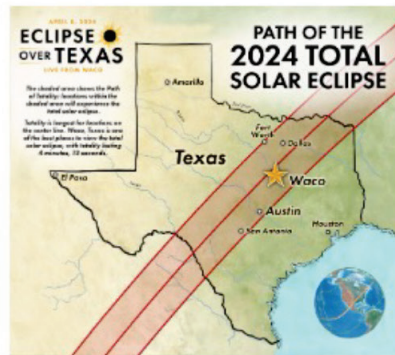 APRIL 8, 2024
ECLIPSE
OVER TEXAS
LIVE FROM WACO
The shaded area shows the Path
of Totality: locations within the
shaded area will experience the
total solar eclipse.
Totality is longest for locations on
the center line. Waco, Texas is one
of the best places to view the total
solar eclipse, with totality lasting
4 minutes, 13 seconds.
PATH OF THE
2024 TOTAL
SOLAR ECLIPSE
Amarillo
Fort
Worth
Dallas
Texas
El Paso
Waco
Austin
Houston
San Antonio